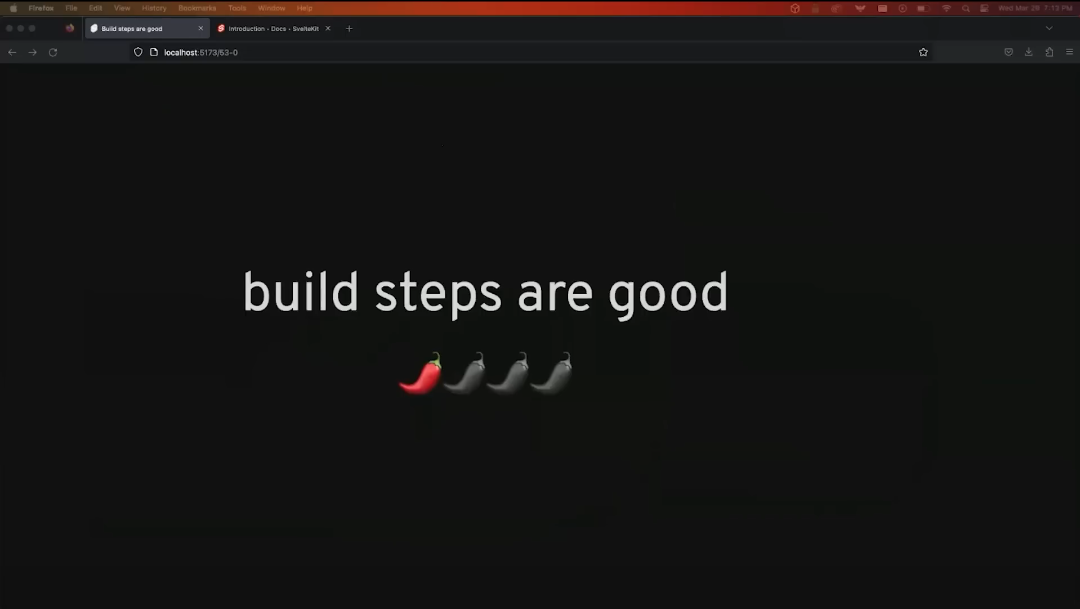 Firefox File Edit View History Bookmarks Tools Window Help Wed Mar 29 7:13 PM
Build steps are good
Introduction • Docs • SvelteKit
localhost:5173/53-0
build steps are good